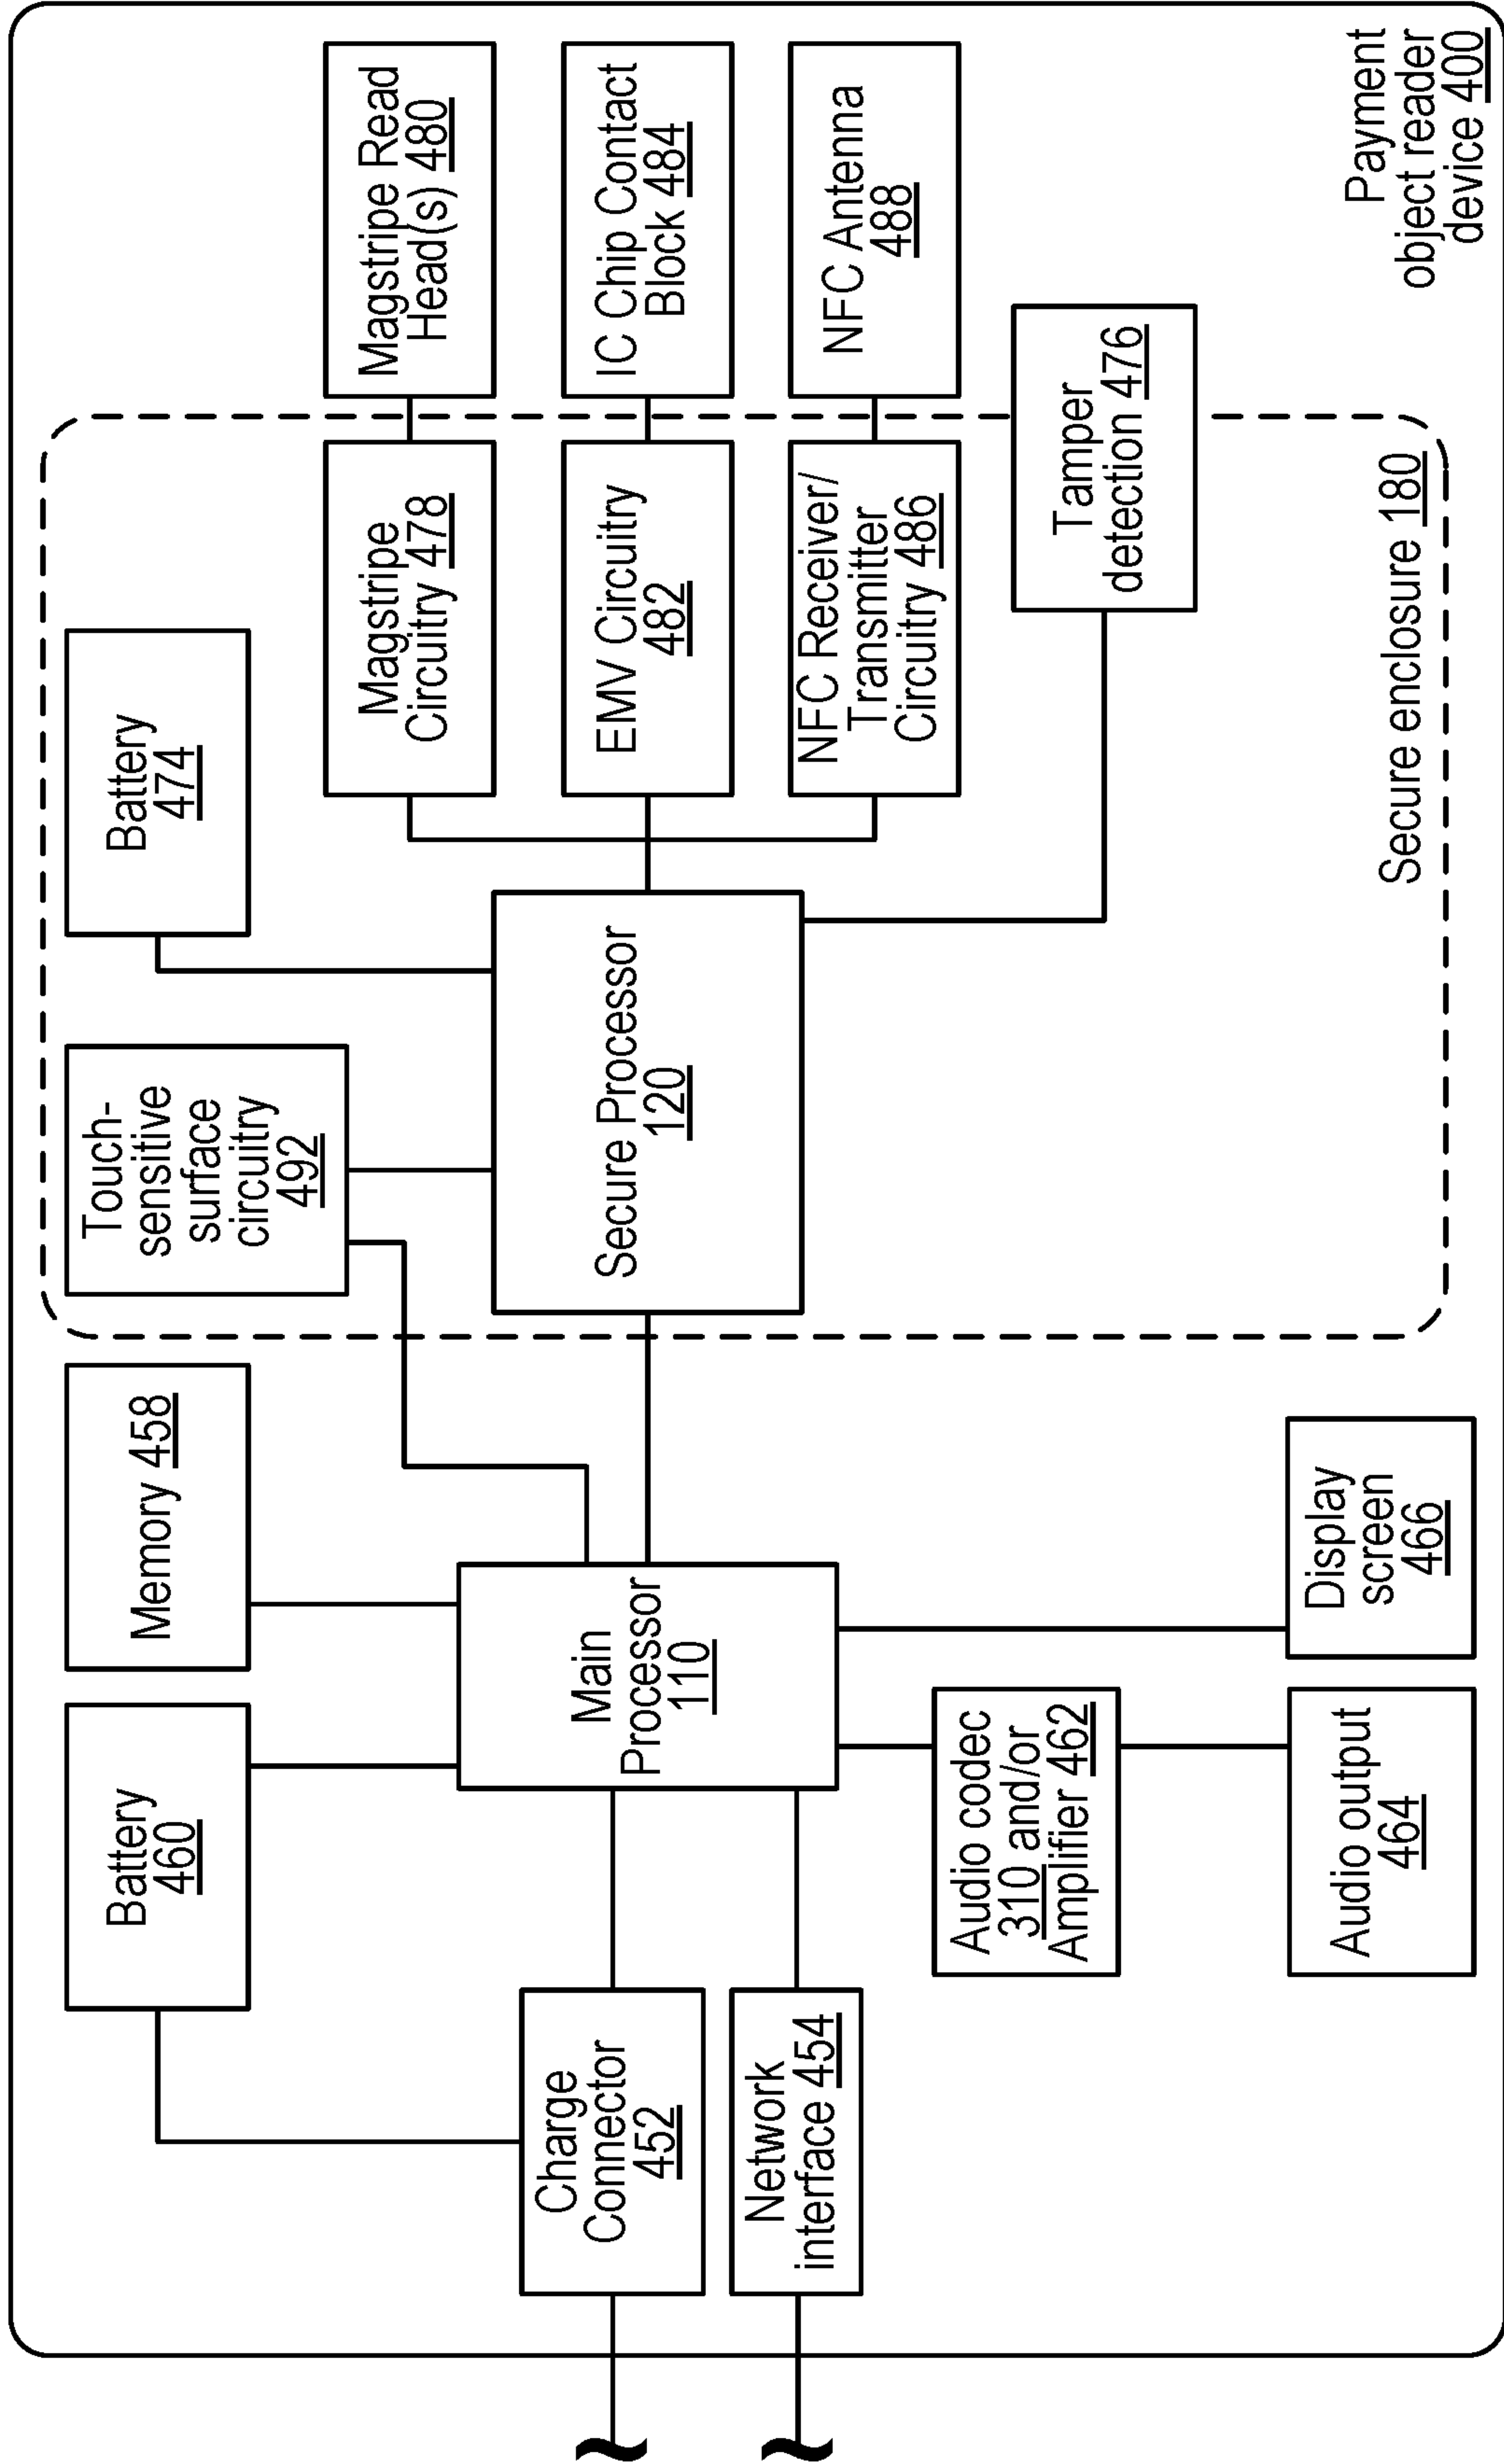 Battery
460
Memory 458
Touch-
sensitive
surface
circuitry
492
Battery
474
Charge
Connector
452
Network
interface 454
Main
Processor
110
Secure Processor
120
Magstripe
Circuitry 478
Magstripe Read
Head(s) 480
EMV Circuitry
482
IC Chip Contact
Block 484
NFC Receiver/
Transmitter
Circuitry 486
NFC Antenna
488
Audio codec
310 and/or
Amplifier 462
Audio output
464
Display
screen
466
Tamper
detection 476
Secure enclosure 180
Payment
object reader
device 400